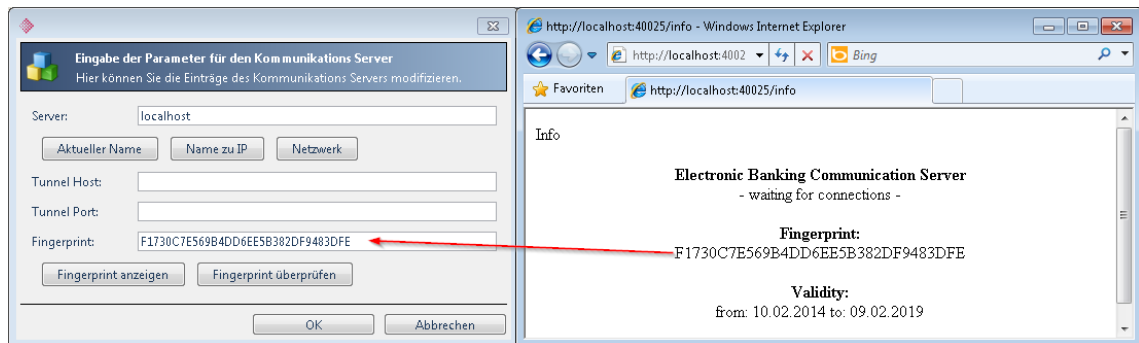 Eingabe der Parameter für den Kommunikations Server
Hier können Sie die Einträge des Kommunikations Servers modifizieren.
Server:
localhost
Aktueller Name
Name zu IP
Netzwerk
Tunnel Host:
Tunnel Port:
Fingerprint:
F1730C7E569B4DD6EE5B382DF9483DFE
Fingerprint anzeigen
Fingerprint überprüfen
OK
Abbrechen
http://localhost:40025/info - Windows Internet Explorer
http://localhost:4002
Bing
Favoriten
http://localhost:40025/info
Info
Electronic Banking Communication Server
- waiting for connections -
Fingerprint:
F1730C7E569B4DD6EE5B382DF9483DFE
Validity:
from: 10.02.2014 to: 09.02.2019